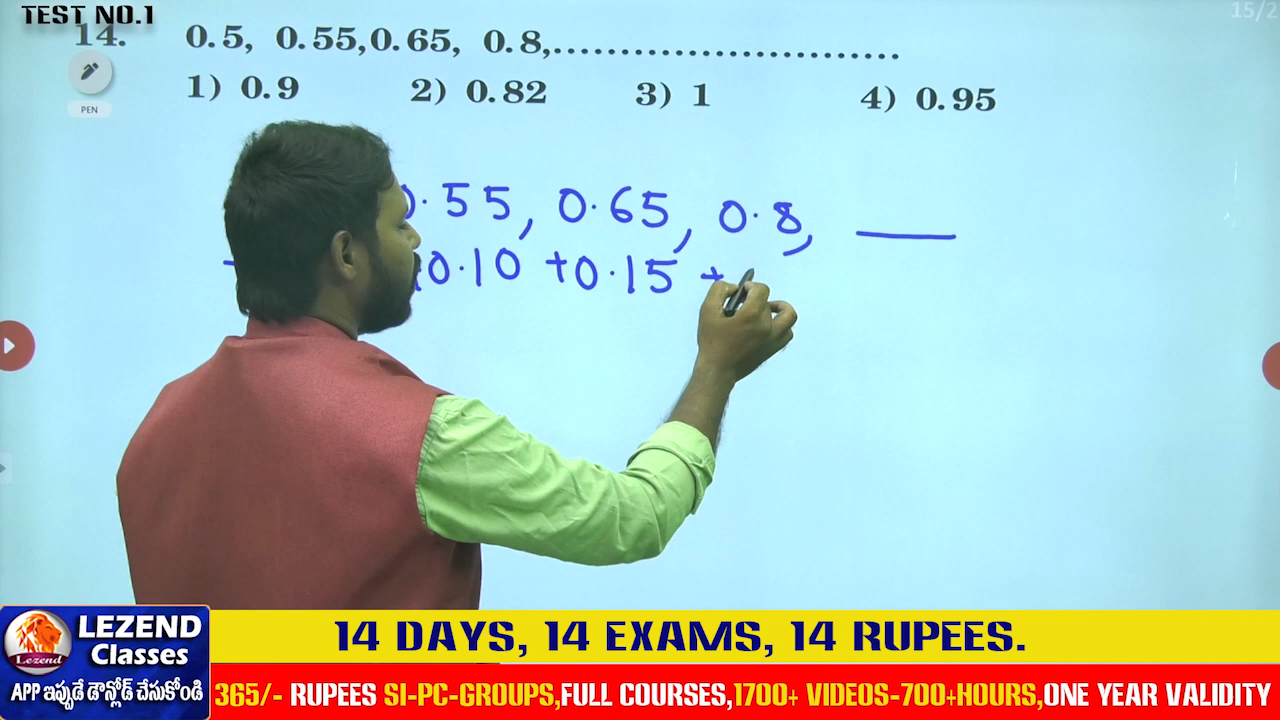 TEST NO.1
15/2
14. 0.5, 0.55,0.65, 0.8,..........................
1) 0.9 2) 0.82 3) 1 4) 0.95
PEN
0.55, 0.65, 0.8, ____
+0.10 +0.15 +
LEZEND
Classes
Lezend
APP ఇప్పుడే డౌన్లోడ్ చేసుకోండి
14 DAYS, 14 EXAMS, 14 RUPEES.
365/- RUPEES SI-PC-GROUPS,FULL COURSES,1700+ VIDEOS-700+HOURS,ONE YEAR VALIDITY